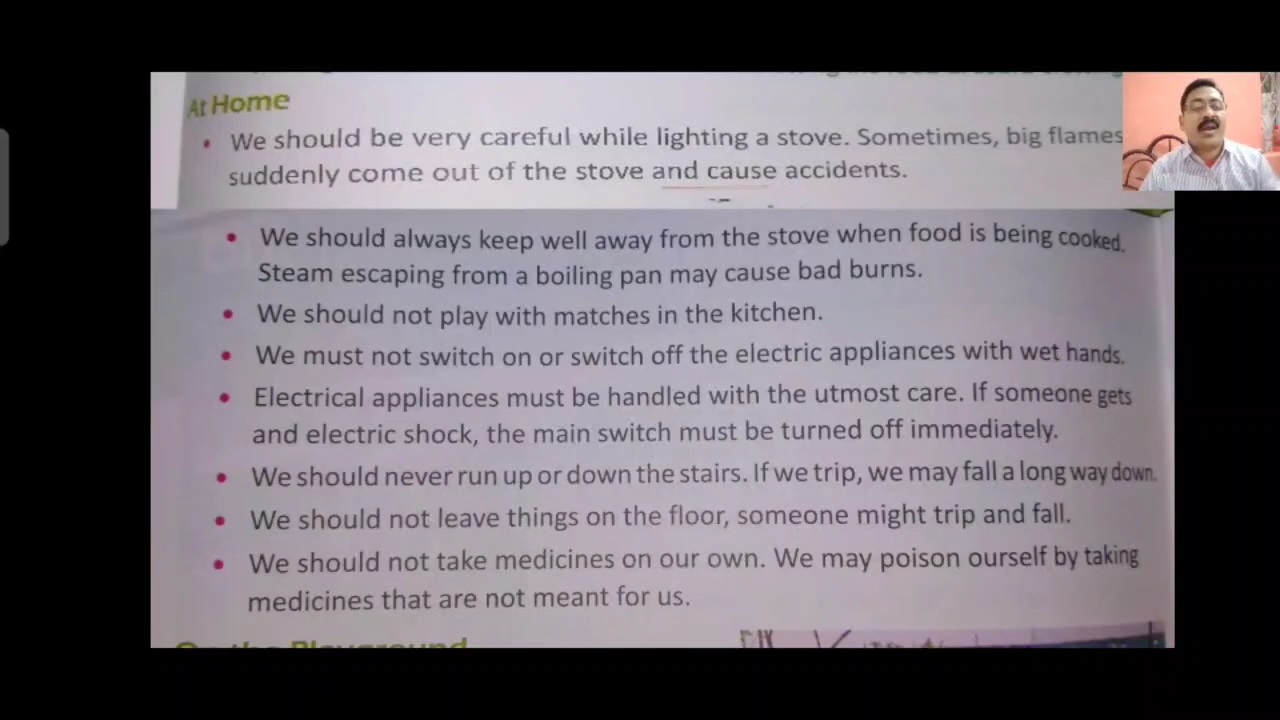 At Home
• We should be very careful while lighting a stove. Sometimes, big flames
suddenly come out of the stove and cause accidents.
• We should always keep well away from the stove when food is being cooked.
Steam escaping from a boiling pan may cause bad burns.
• We should not play with matches in the kitchen.
• We must not switch on or switch off the electric appliances with wet hands.
• Electrical appliances must be handled with the utmost care. If someone gets
and electric shock, the main switch must be turned off immediately.
• We should never run up or down the stairs. If we trip, we may fall a long way down.
• We should not leave things on the floor, someone might trip and fall.
• We should not take medicines on our own. We may poison ourself by taking
medicines that are not meant for us.
On the Playground